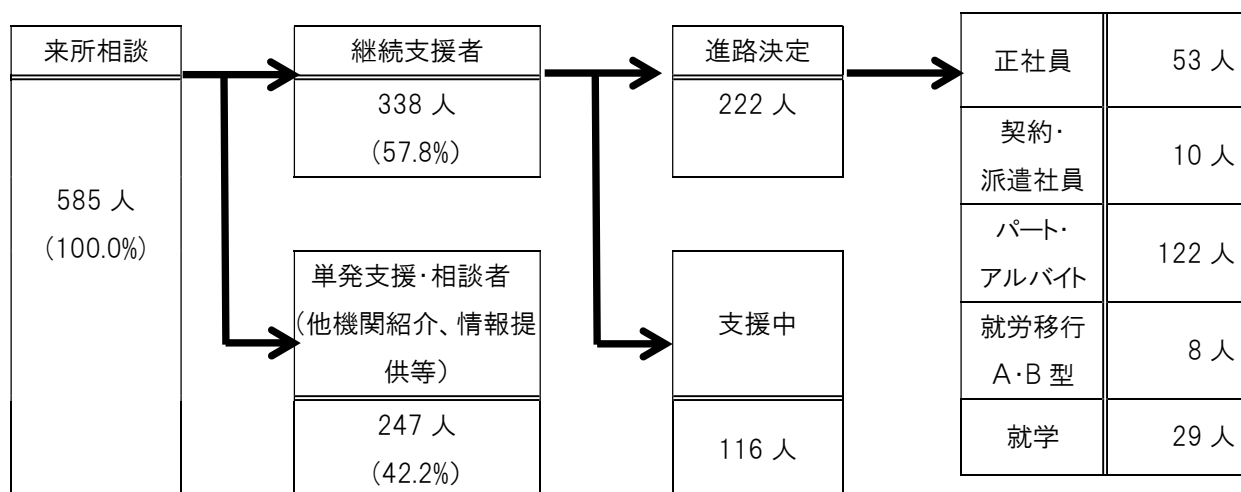 来所相談
585 人
(100.0%)
継続支援者
338 人
(57.8%)
単発支援・相談者
(他機関紹介、情報提
供等)
247 人
(42.2%)
進路決定
222 人
支援中
116 人
正社員 53 人
契約・
派遣社員 10 人
パート・
アルバイト 122 人
就労移行
A・B 型 8 人
就学 29 人